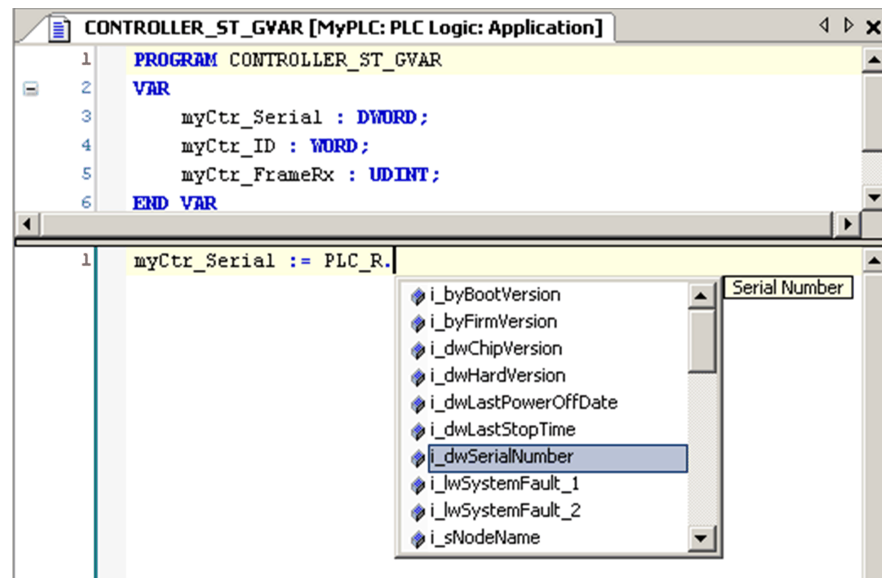 CONTROLLER_ST_GVAR [MyPLC: PLC Logic: Application]
1 PROGRAM CONTROLLER_ST_GVAR
2 VAR
3 myCtr_Serial : DWORD;
4 myCtr_ID : WORD;
5 myCtr_FrameRx : UDINT;
6 END_VAR
1 myCtr_Serial := PLC_R.
i_byBootVersion
i_byFirmVersion
i_dwChipVersion
i_dwHardVersion
i_dwLastPowerOffDate
i_dwLastStopTime
i_dwSerialNumber
Serial Number
i_lwSystemFault_1
i_lwSystemFault_2
i_sNodeName